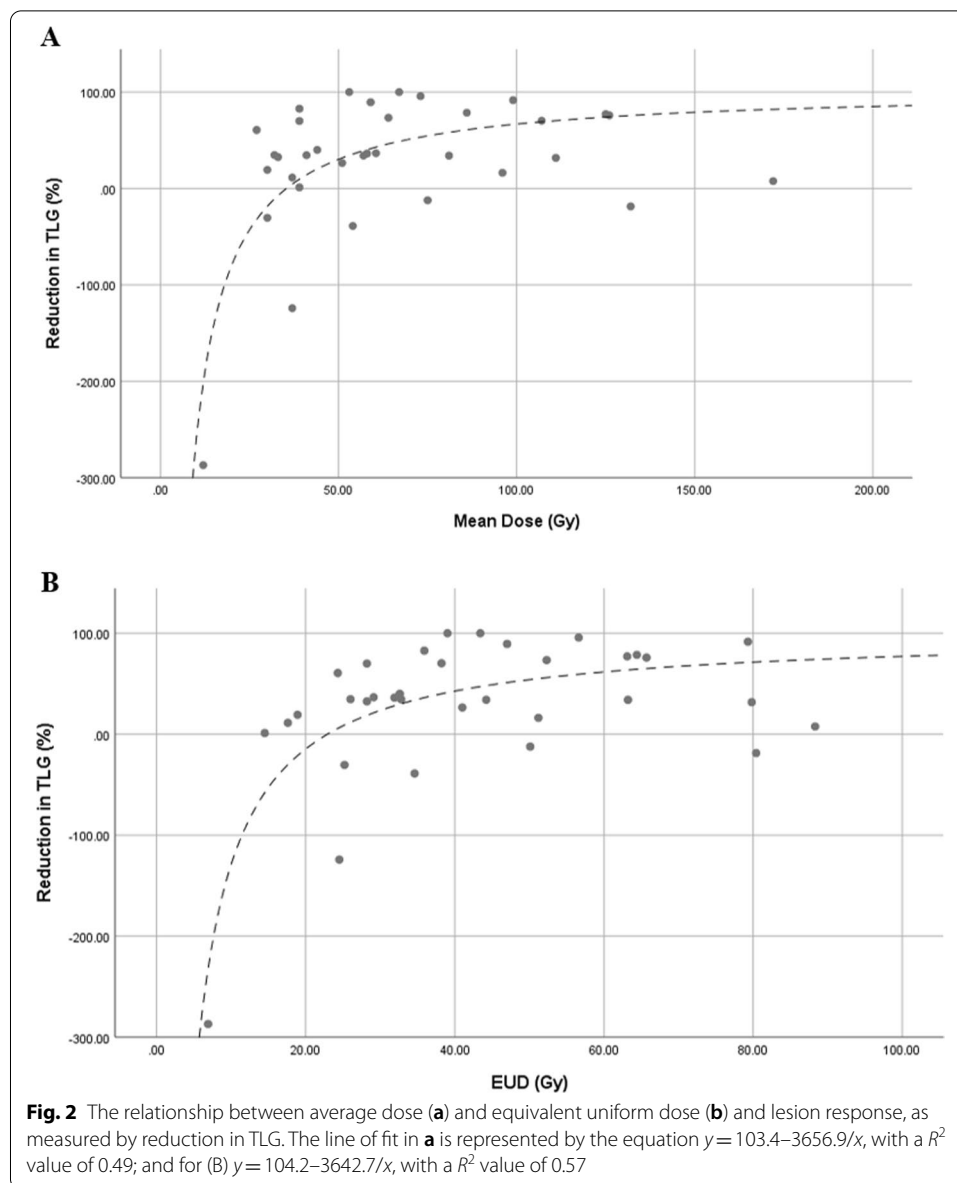 A
100.00
.00
-100.00
-200.00
-300.00
Reduction in TLG (%)
.00 50.00 100.00 150.00 200.00
Mean Dose (Gy)
B
100.00
.00
-100.00
-200.00
-300.00
Reduction in TLG (%)
.00 20.00 40.00 60.00 80.00 100.00
EUD (Gy)
Fig. 2 The relationship between average dose (a) and equivalent uniform dose (b) and lesion response, as
measured by reduction in TLG. The line of fit in a is represented by the equation y = 103.4–3656.9/x, with a R²
value of 0.49; and for (B) y = 104.2–3642.7/x, with a R² value of 0.57